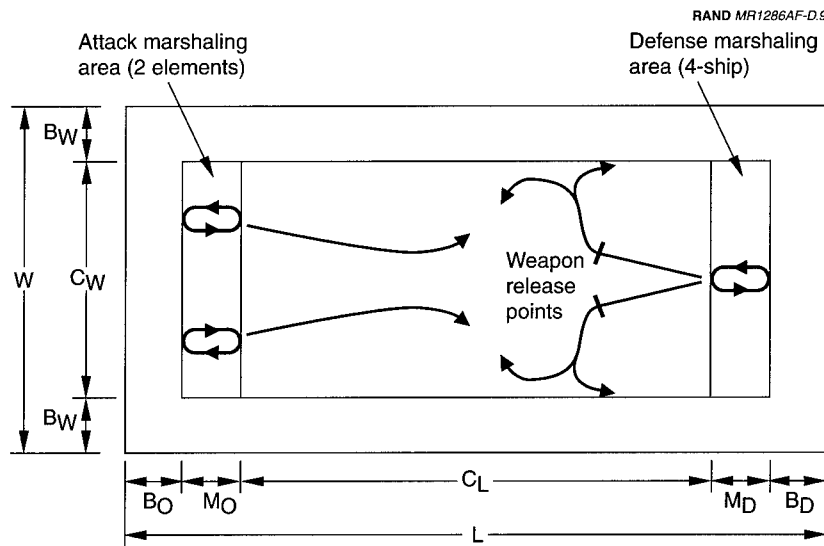 RAND MR1286AF-D.9
Attack marshaling
area (2 elements)
Defense marshaling
area (4-ship)
BW
W
CW
Weapon
release
points
BW
BO
MO
CL
MD
BD
L